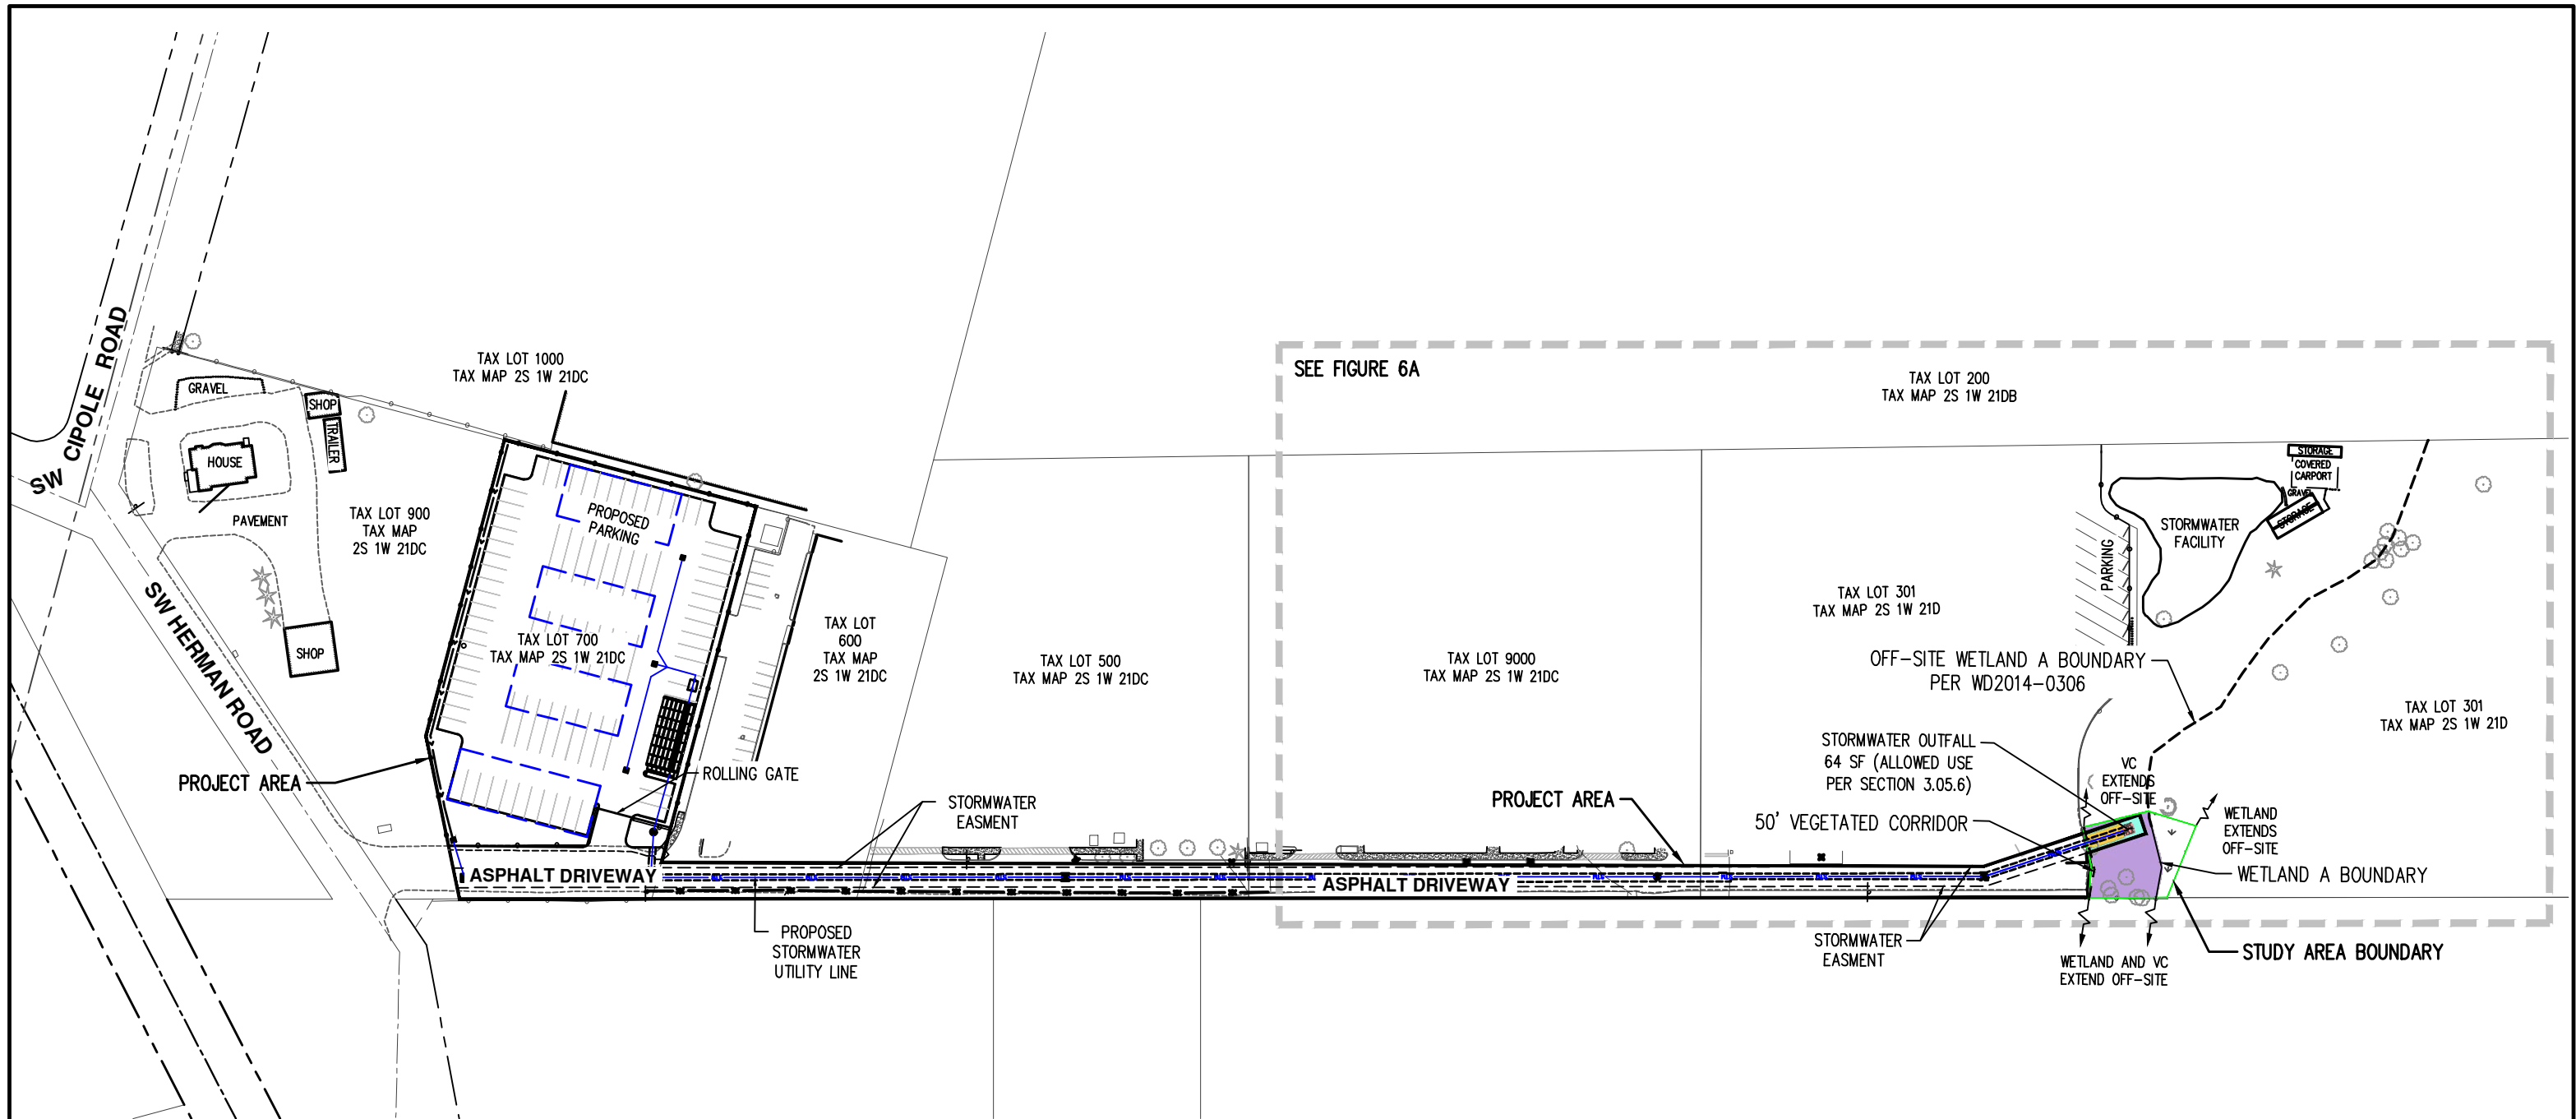 SW CIPOLE ROAD
TAX LOT 1000
TAX MAP 2S 1W 21DC
GRAVEL
SHOP
TRAILER
HOUSE
PAVEMENT
TAX LOT 900
TAX MAP
2S 1W 21DC
SHOP
SW HERMAN ROAD
PROJECT AREA
PROPOSED
PARKING
TAX LOT 700
TAX MAP 2S 1W 21DC
ROLLING GATE
TAX LOT
600
TAX MAP
2S 1W 21DC
TAX LOT 500
TAX MAP 2S 1W 21DC
STORMWATER
EASMENT
ASPHALT DRIVEWAY
PROPOSED
STORMWATER
UTILITY LINE
SEE FIGURE 6A
TAX LOT 200
TAX MAP 2S 1W 21DB
TAX LOT 9000
TAX MAP 2S 1W 21DC
TAX LOT 301
TAX MAP 2S 1W 21D
PARKING
STORMWATER
FACILITY
STORAGE
COVERED
CARPORT
GRAVEL
STORAGE
OFF-SITE WETLAND A BOUNDARY
PER WD2014-0306
TAX LOT 301
TAX MAP 2S 1W 21D
STORMWATER OUTFALL
64 SF (ALLOWED USE
PER SECTION 3.05.6)
VC
EXTENDS
OFF-SITE
PROJECT AREA
50' VEGETATED CORRIDOR
WETLAND
EXTENDS
OFF-SITE
WETLAND A BOUNDARY
ASPHALT DRIVEWAY
STORMWATER
EASMENT
WETLAND AND VC
EXTEND OFF-SITE
STUDY AREA BOUNDARY